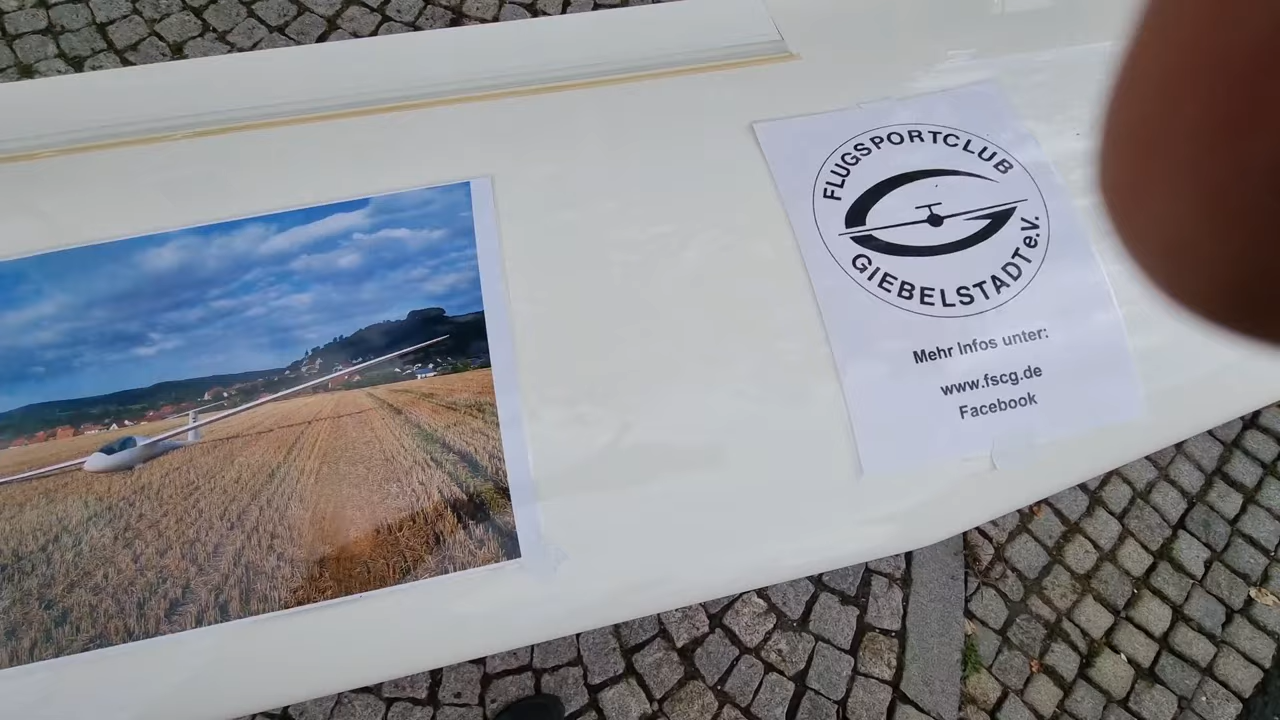 FLUGSPORTCLUB
GIEBELSTADT e.V.
Mehr Infos unter:
www.fscg.de
Facebook